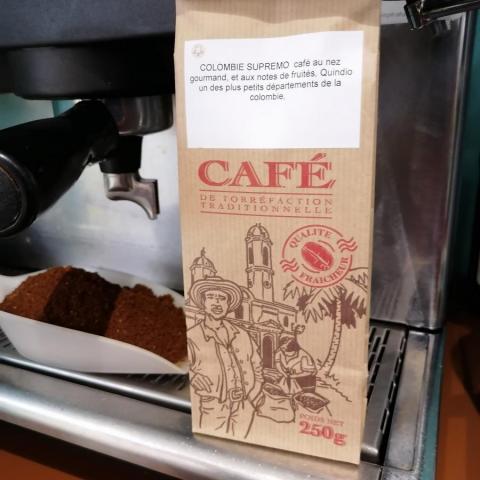 COLOMBIE SUPREMO café au nez
gourmand, et aux notes de fruités, Quindio
un des plus petits départements de la
colombie.
CAFÉ
DE TORRÉFACTION
TRADITIONNELLE
QUALITÉ
FRAÎCHEUR
POIDS NET
250g